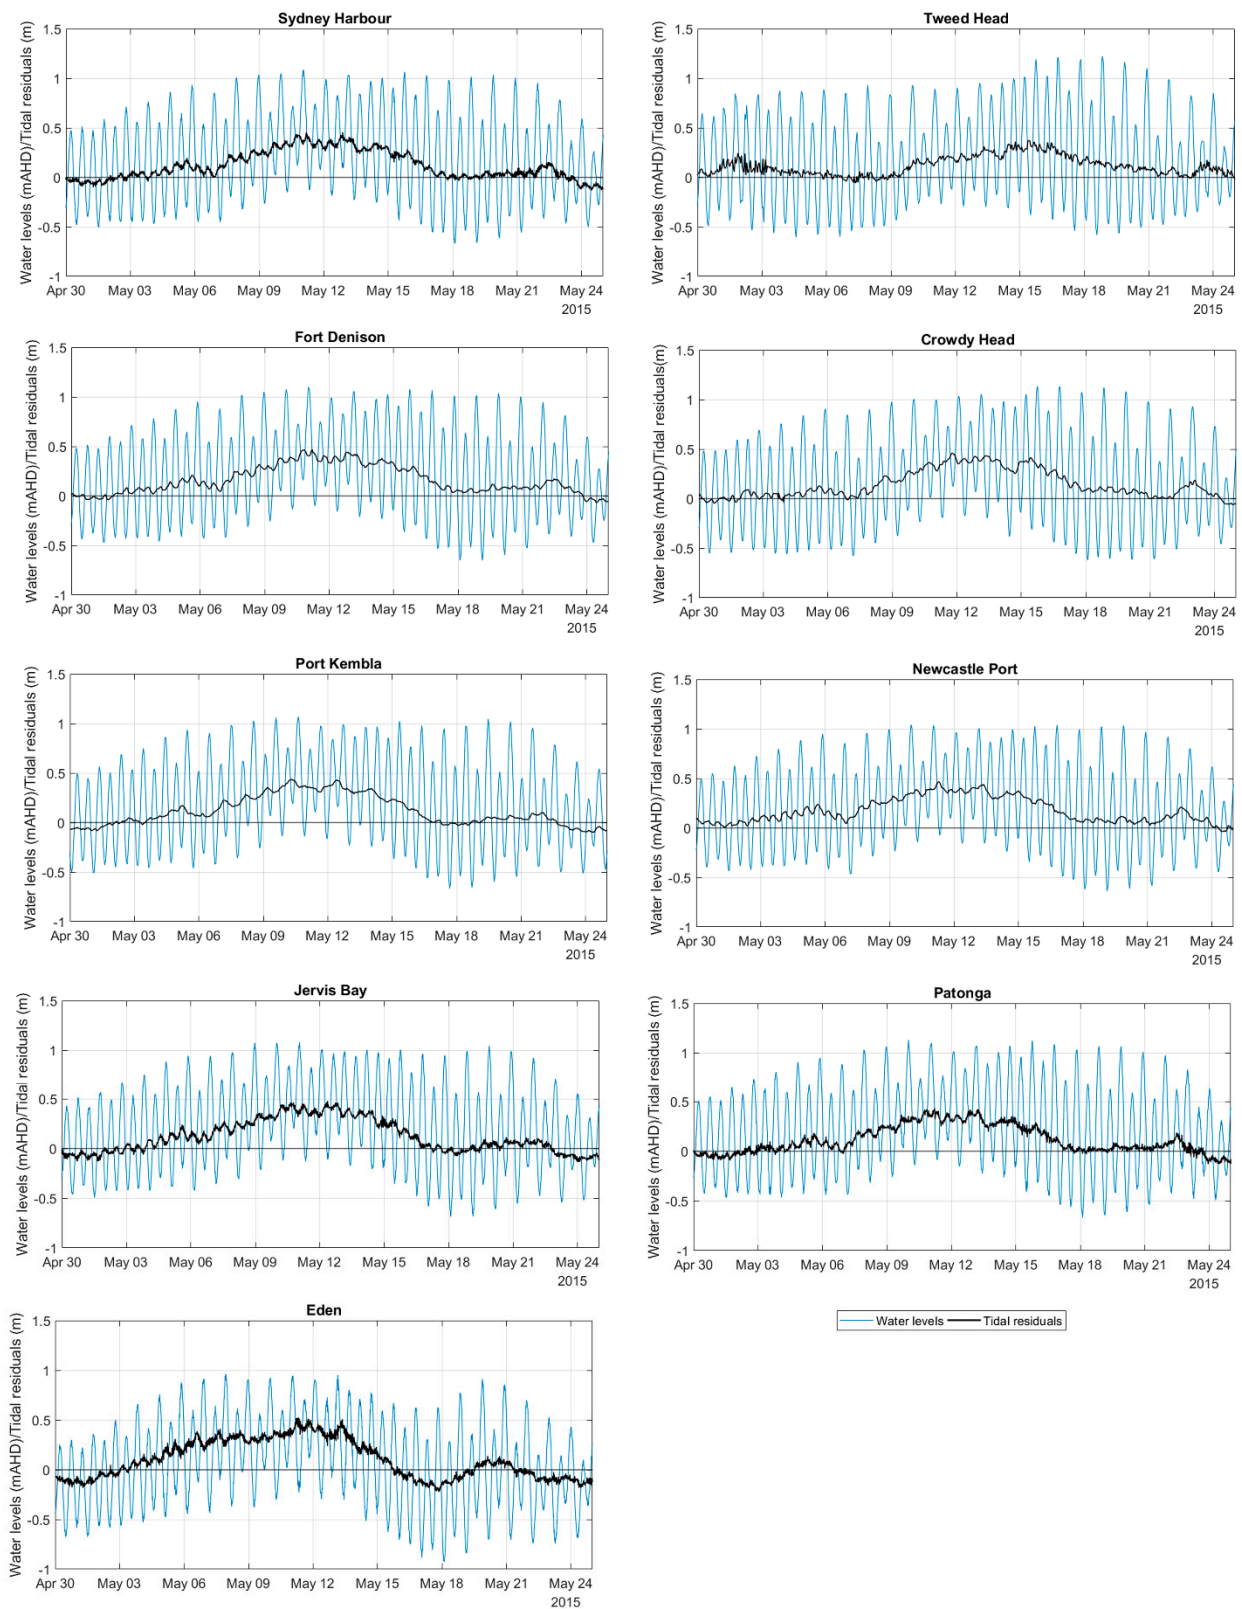 Sydney Harbour
Water levels (mAHD)/Tidal residuals (m)
1.5
1
0.5
0
-0.5
-1
Apr 30 May 03 May 06 May 09 May 12 May 15 May 18 May 21 May 24
2015
Tweed Head
Water levels (mAHD)/Tidal residuals (m)
1.5
1
0.5
0
-0.5
-1
Apr 30 May 03 May 06 May 09 May 12 May 15 May 18 May 21 May 24
2015
Fort Denison
Water levels (mAHD)/Tidal residuals (m)
1.5
1
0.5
0
-0.5
-1
Apr 30 May 03 May 06 May 09 May 12 May 15 May 18 May 21 May 24
2015
Crowdy Head
Water levels (mAHD)/Tidal residuals(m)
1.5
1
0.5
0
-0.5
-1
Apr 30 May 03 May 06 May 09 May 12 May 15 May 18 May 21 May 24
2015
Port Kembla
Water levels (mAHD)/Tidal residuals (m)
1.5
1
0.5
0
-0.5
-1
Apr 30 May 03 May 06 May 09 May 12 May 15 May 18 May 21 May 24
2015
Newcastle Port
Water levels (mAHD)/Tidal residuals (m)
1.5
1
0.5
0
-0.5
-1
Apr 30 May 03 May 06 May 09 May 12 May 15 May 18 May 21 May 24
2015
Jervis Bay
Water levels (mAHD)/Tidal residuals (m)
1.5
1
0.5
0
-0.5
-1
Apr 30 May 03 May 06 May 09 May 12 May 15 May 18 May 21 May 24
2015
Patonga
Water levels (mAHD)/Tidal residuals (m)
1.5
1
0.5
0
-0.5
-1
Apr 30 May 03 May 06 May 09 May 12 May 15 May 18 May 21 May 24
2015
Eden
Water levels (mAHD)/Tidal residuals (m)
1.5
1
0.5
0
-0.5
-1
Apr 30 May 03 May 06 May 09 May 12 May 15 May 18 May 21 May 24
2015
Water levels Tidal residuals